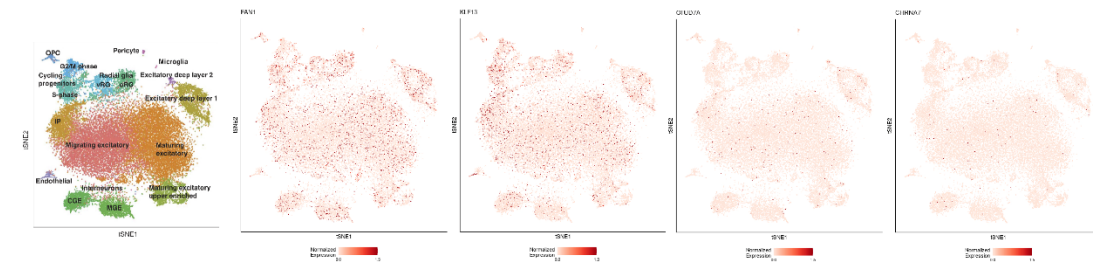 FAN1
KLF13
OTUD7A
CHRNA7
OPC
G2/M phase
Pericyte
Microglia
Cycling
progenitors
Radial glia
vRG
oRG
Excitatory deep layer 2
S-phase
Excitatory deep layer 1
IP
Migrating excitatory
Maturing
excitatory
Endothelial
Interneurons
Maturing excitatory
upper enriched
CGE
MGE
tSNE2
tSNE1
tSNE2
tSNE1
Normalized
Expression
tSNE2
tSNE1
Normalized
Expression
tSNE2
tSNE1
Normalized
Expression
tSNE2
tSNE1
Normalized
Expression